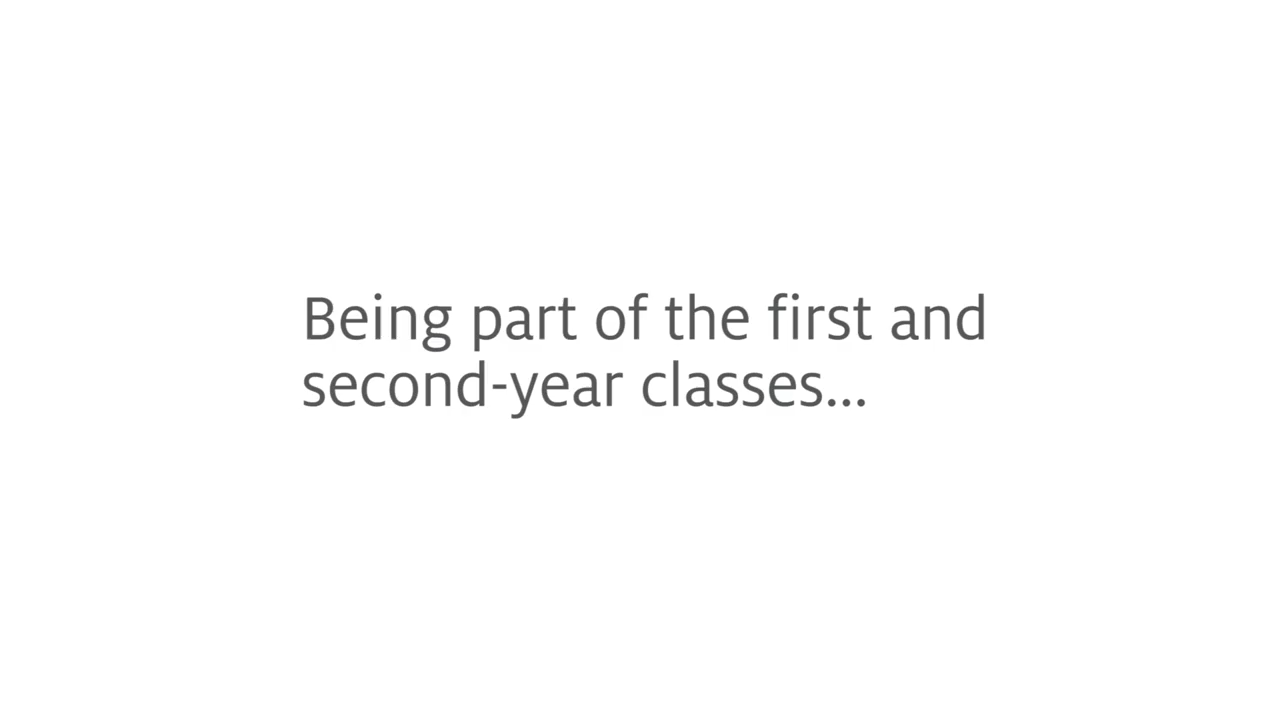 Being part of the first and
second-year classes...